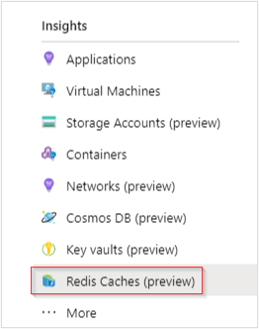 Insights
Applications
Virtual Machines
Storage Accounts (preview)
Containers
Networks (preview)
Cosmos DB (preview)
Key vaults (preview)
Redis Caches (preview)
More